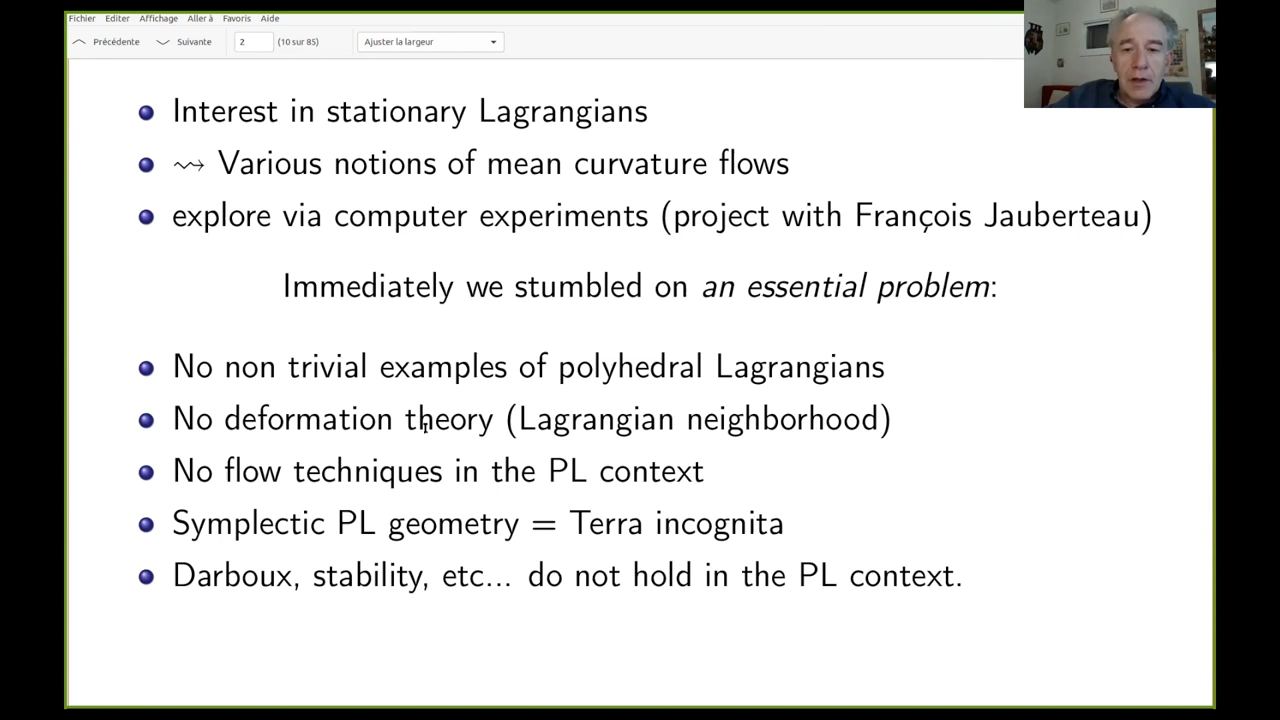 Fichier Editer Affichage Aller à Favoris Aide
Précédente Suivante 2 (10 sur 85) Ajuster la largeur
Interest in stationary Lagrangians
⇝ Various notions of mean curvature flows
explore via computer experiments (project with François Jauberteau)
Immediately we stumbled on an essential problem:
No non trivial examples of polyhedral Lagrangians
No deformation theory (Lagrangian neighborhood)
No flow techniques in the PL context
Symplectic PL geometry = Terra incognita
Darboux, stability, etc... do not hold in the PL context.